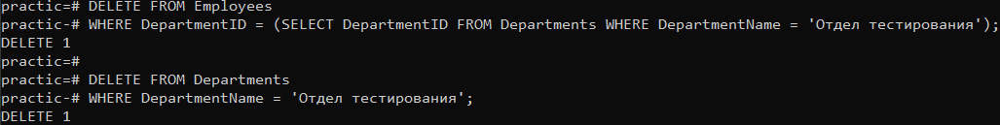 practic=# DELETE FROM Employees
practic-# WHERE DepartmentID = (SELECT DepartmentID FROM Departments WHERE DepartmentName = 'Отдел тестирования');
DELETE 1
practic=#
practic=# DELETE FROM Departments
practic-# WHERE DepartmentName = 'Отдел тестирования';
DELETE 1